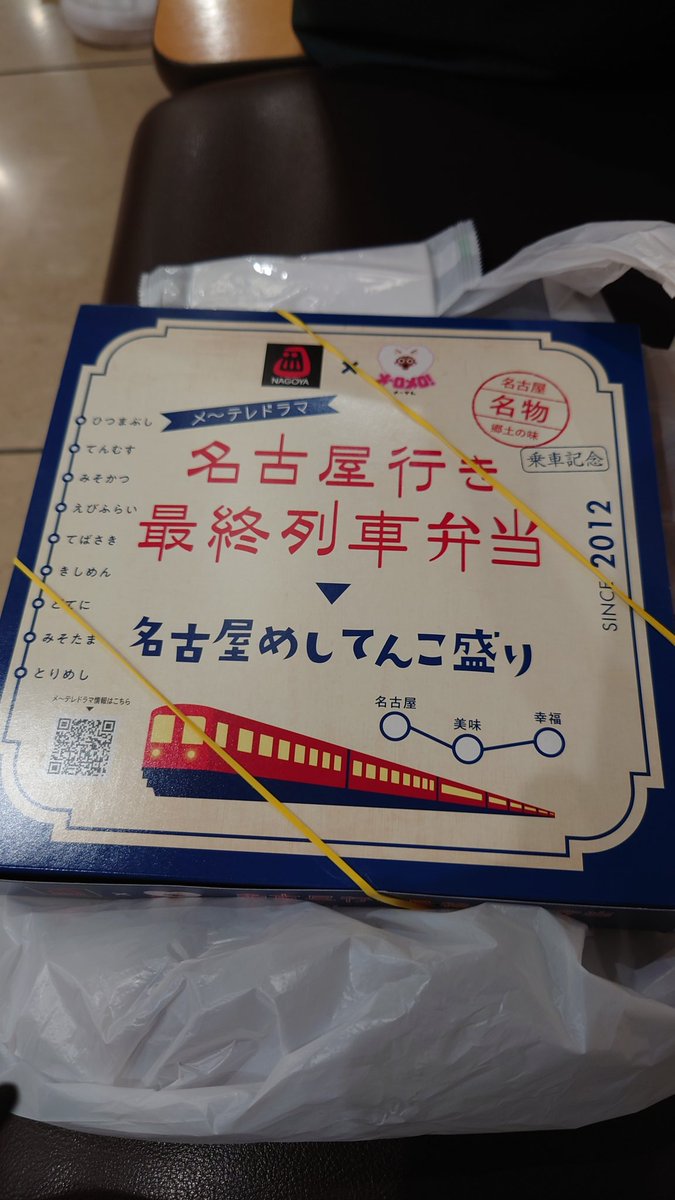 NAGOYA
×
メ〜テレ
名古屋
名物
郷土の味
乗車記念
メ〜テレドラマ
名古屋行き
最終列車弁当
名古屋めしてんこ盛り
SINCE 2012
ひつまぶし
てんむす
みそかつ
えびふらい
てばさき
きしめん
どてに
みそたま
とりめし
メ〜テレドラマ情報はこちら
名古屋
美味
幸福